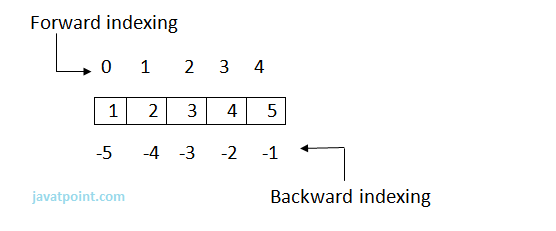 Forward indexing
0 1 2 3 4
1 2 3 4 5
-5 -4 -3 -2 -1
javatpoint.com
Backward indexing